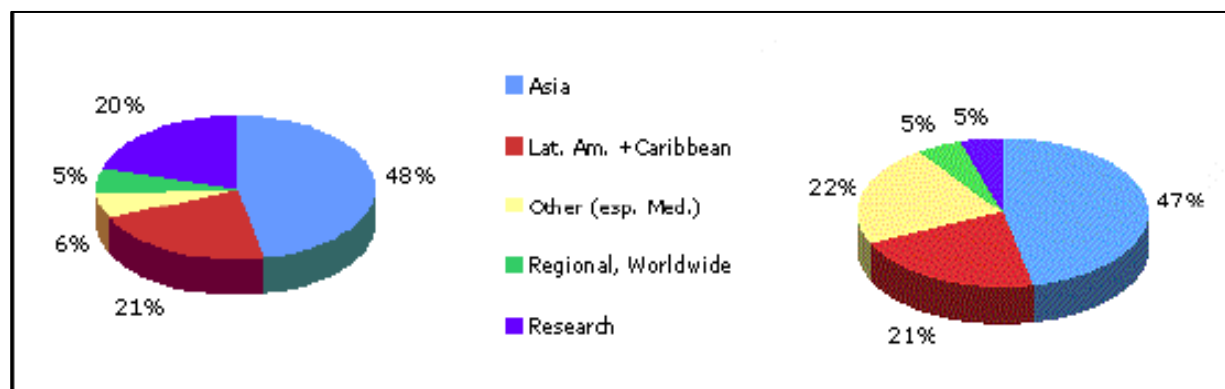 20%
5%
6%
21%
48%
Asia
Lat. Am. +Caribbean
Other (esp. Med.)
Regional, Worldwide
Research
5%
5%
22%
47%
21%